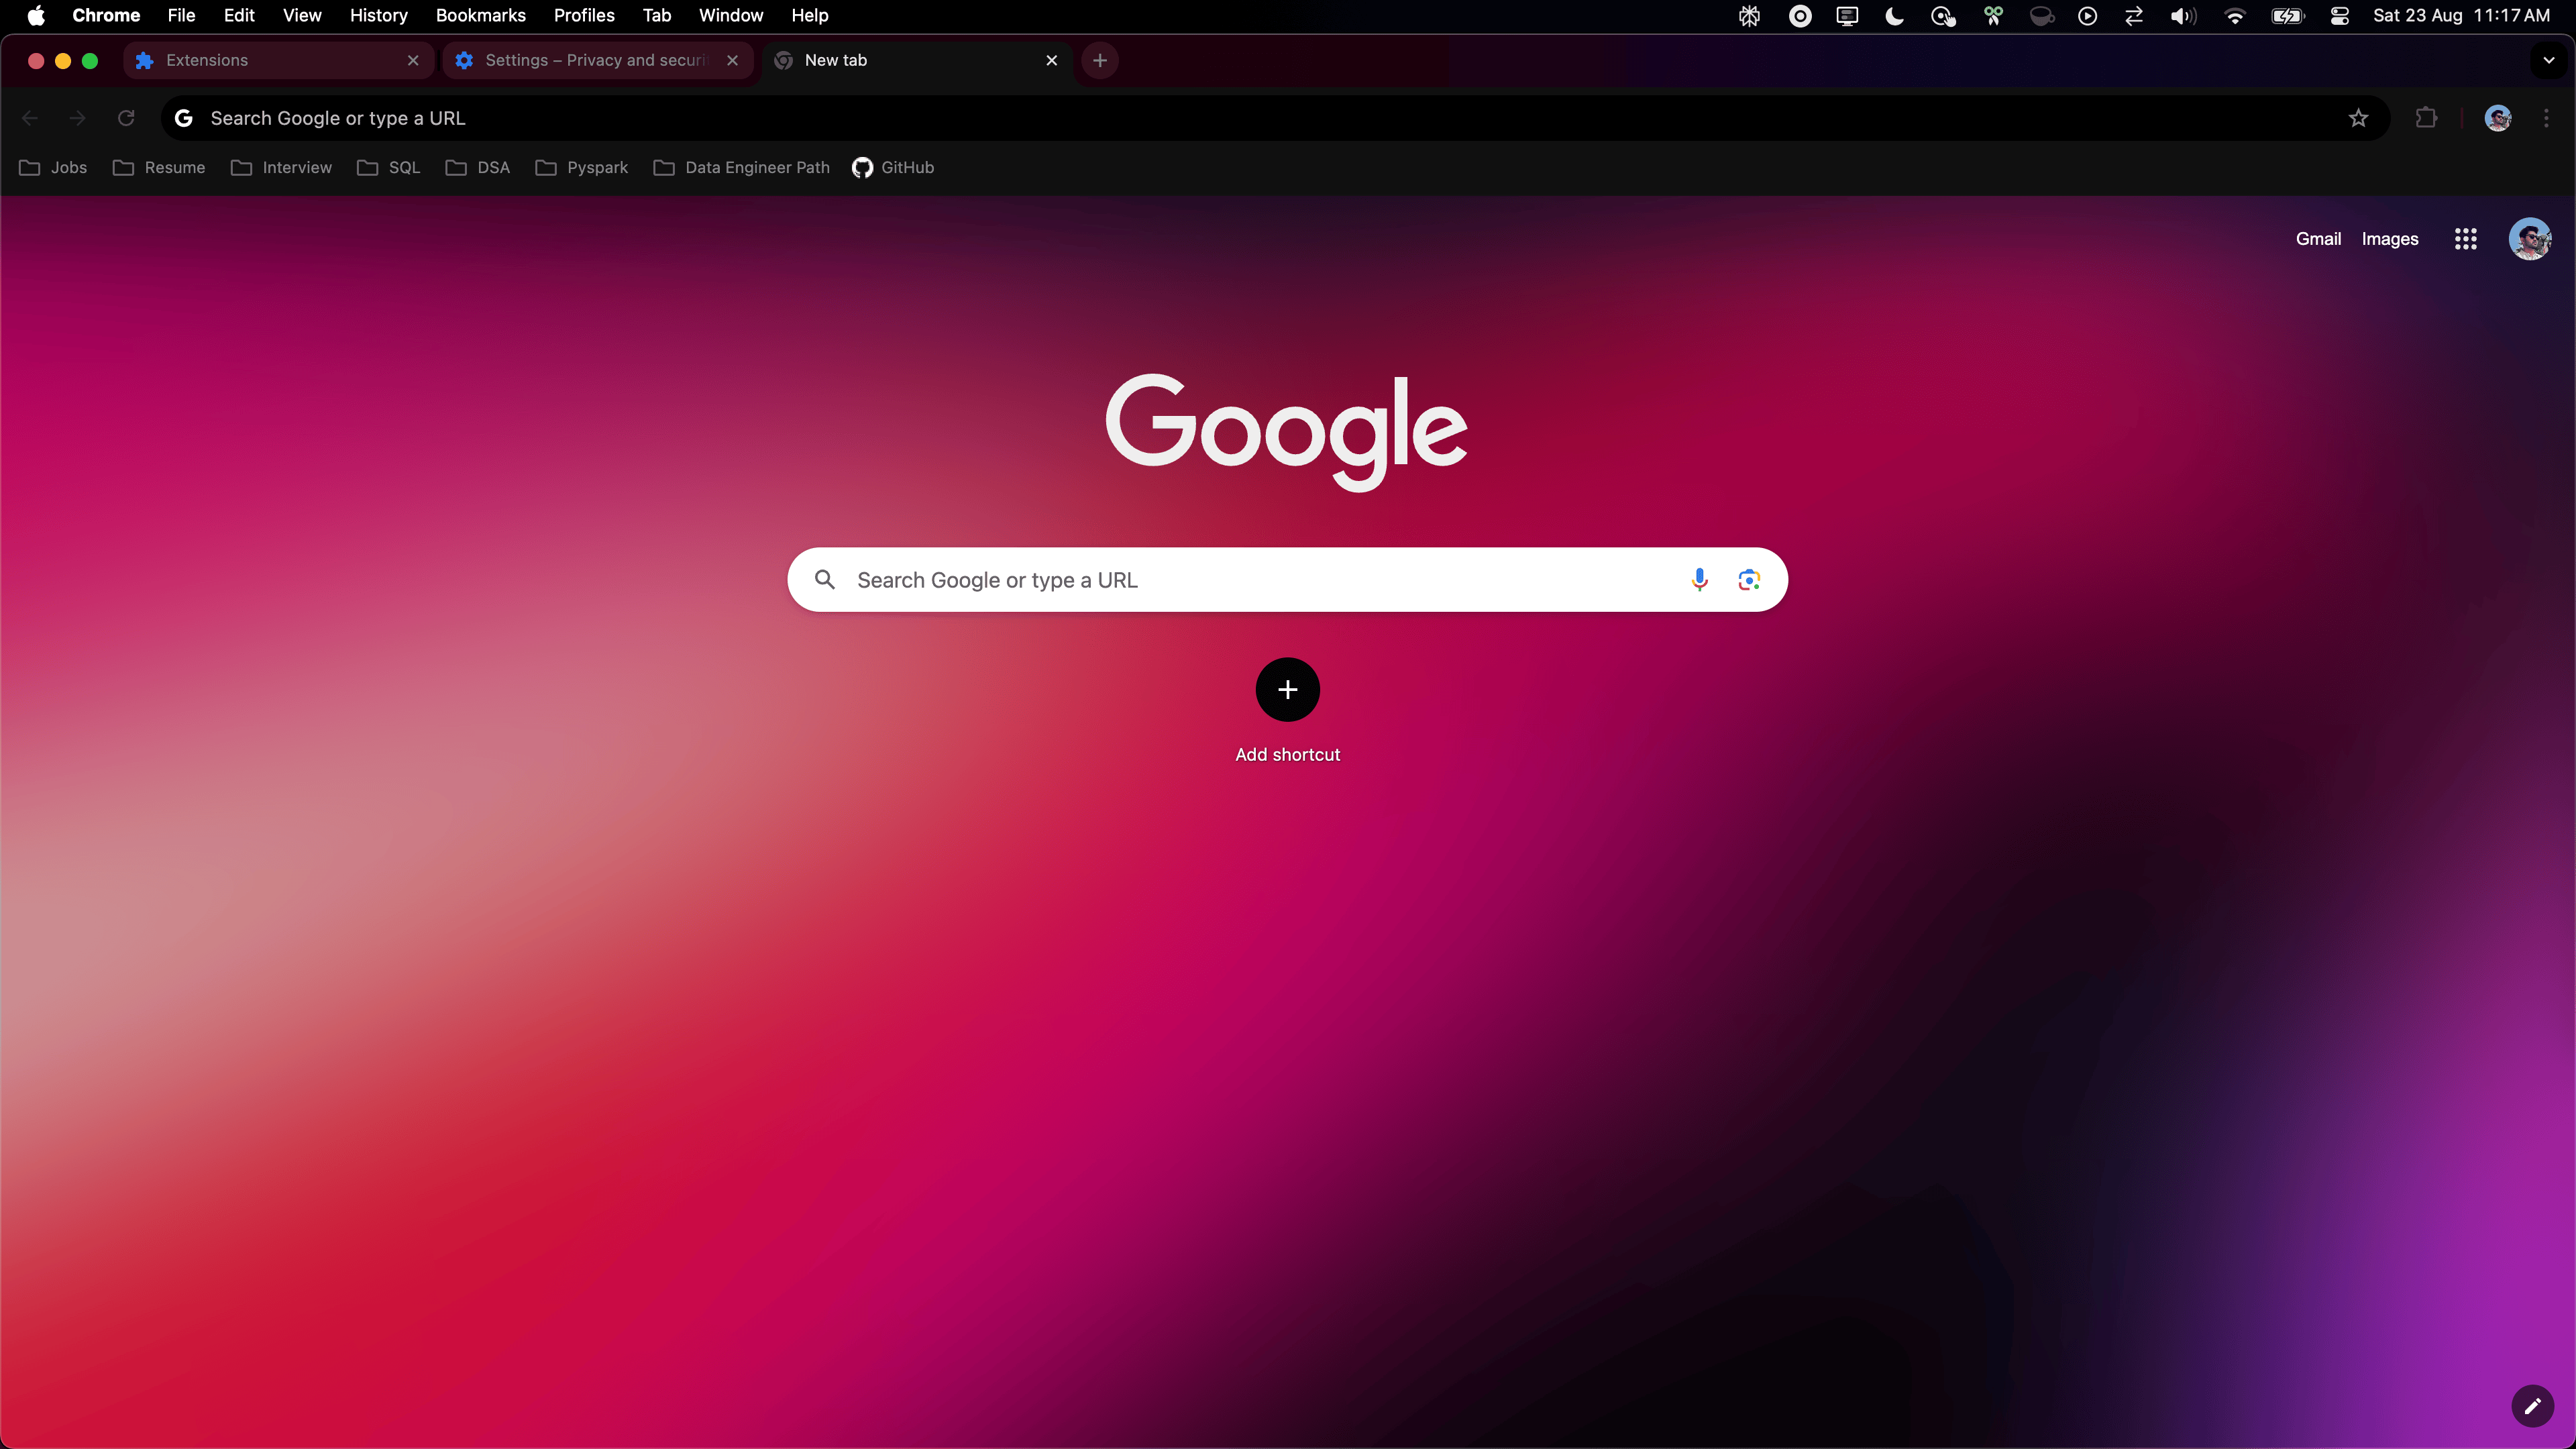 Chrome File Edit View History Bookmarks Profiles Tab Window Help Sat 23 Aug 11:17 AM
Extensions Settings – Privacy and securi New tab
Search Google or type a URL
Jobs Resume Interview SQL DSA Pyspark Data Engineer Path GitHub
Gmail Images
Google
Search Google or type a URL
Add shortcut